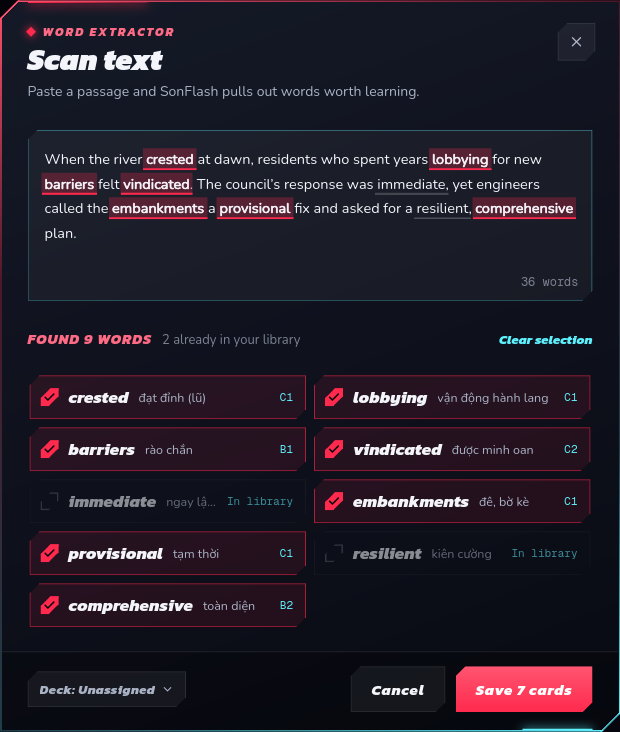 WORD EXTRACTOR
Scan text
Paste a passage and SonFlash pulls out words worth learning.
When the river crested at dawn, residents who spent years lobbying for new
barriers felt vindicated. The council's response was immediate, yet engineers
called the embankments a provisional fix and asked for a resilient, comprehensive
plan.
36 words
FOUND 9 WORDS 2 already in your library Clear selection
crested đạt đỉnh (lũ) C1
lobbying vận động hành lang C1
barriers rào chắn B1
vindicated được minh oan C2
immediate ngay lậ... In library
embankments đê, bờ kè C1
provisional tạm thời C1
resilient kiên cường In library
comprehensive toàn diện B2
Deck: Unassigned Cancel Save 7 cards